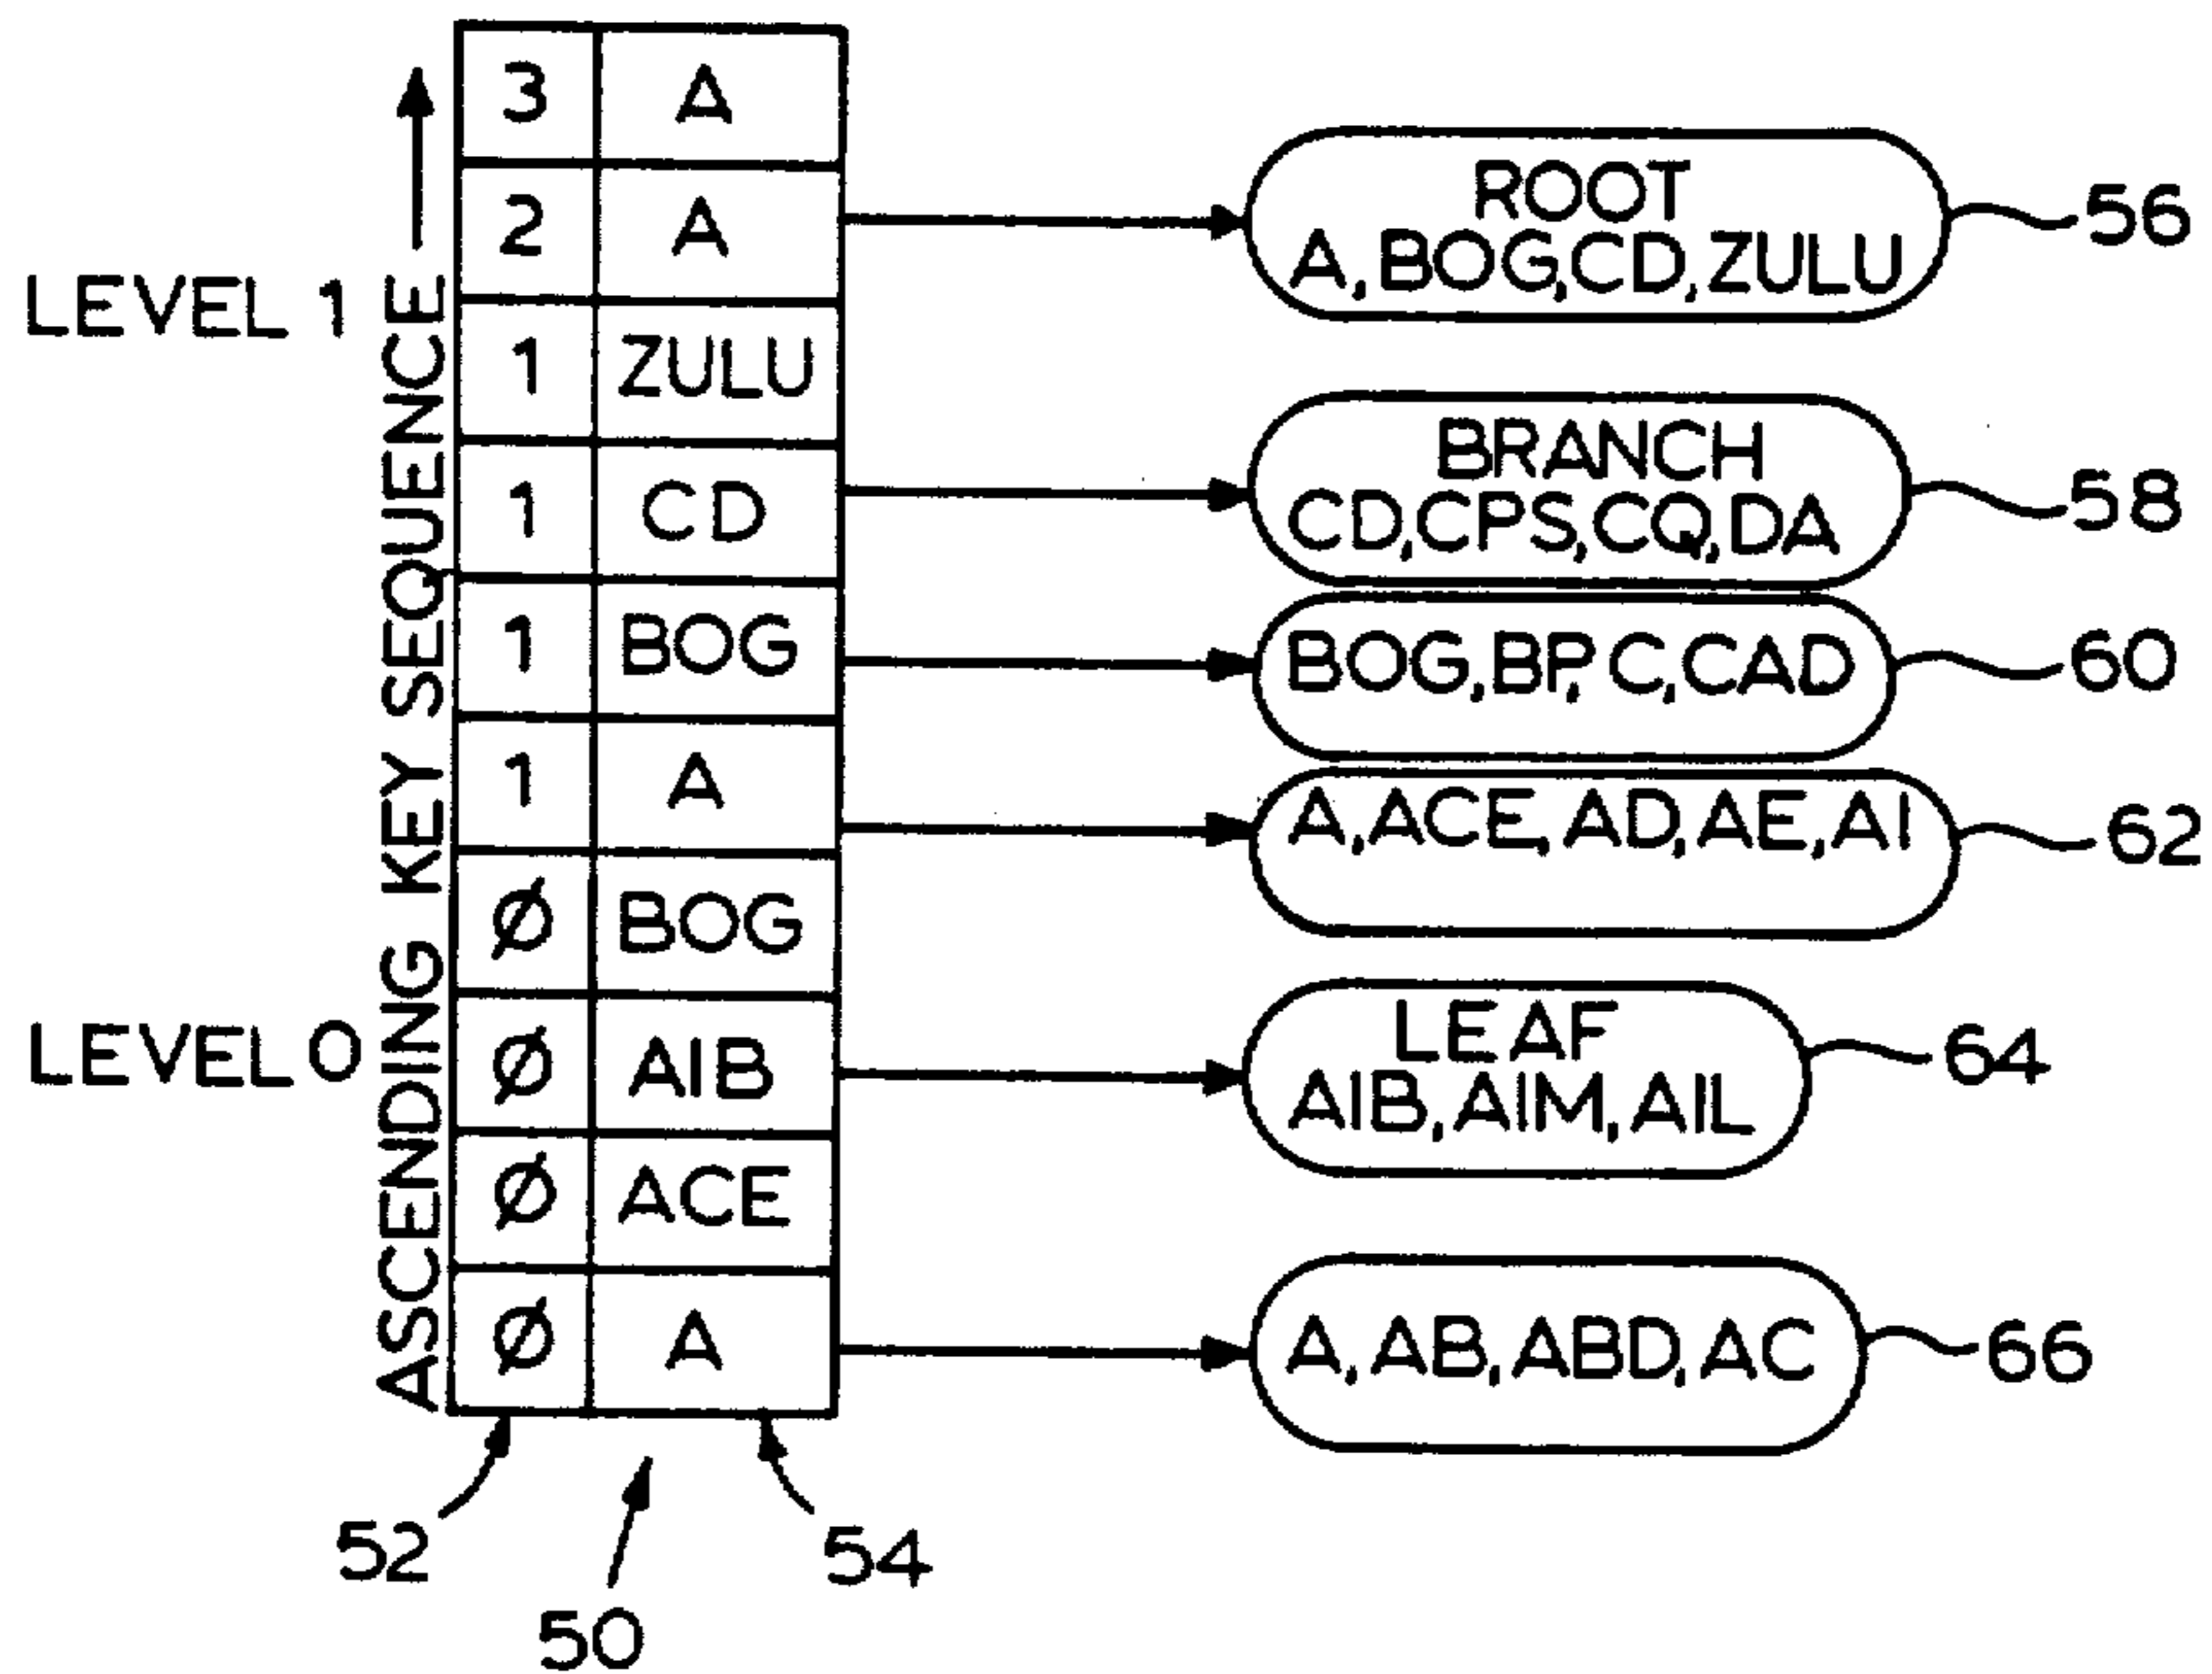 3 A
2 A
1 ZULU
1 CD
1 BOG
1 A
Ø BOG
Ø AIB
Ø ACE
Ø A
LEVEL 1
LEVEL 0
ASCENDING KEY SEQUENCE
ROOT
A, BOG, CD, ZULU
56
BRANCH
CD, CPS, CQ, DA
58
BOG, BP, C, CAD
60
A, ACE, AD, AE, AI
62
LEAF
AIB, AIM, AIL
64
A, AB, ABD, AC
66
52
50
54